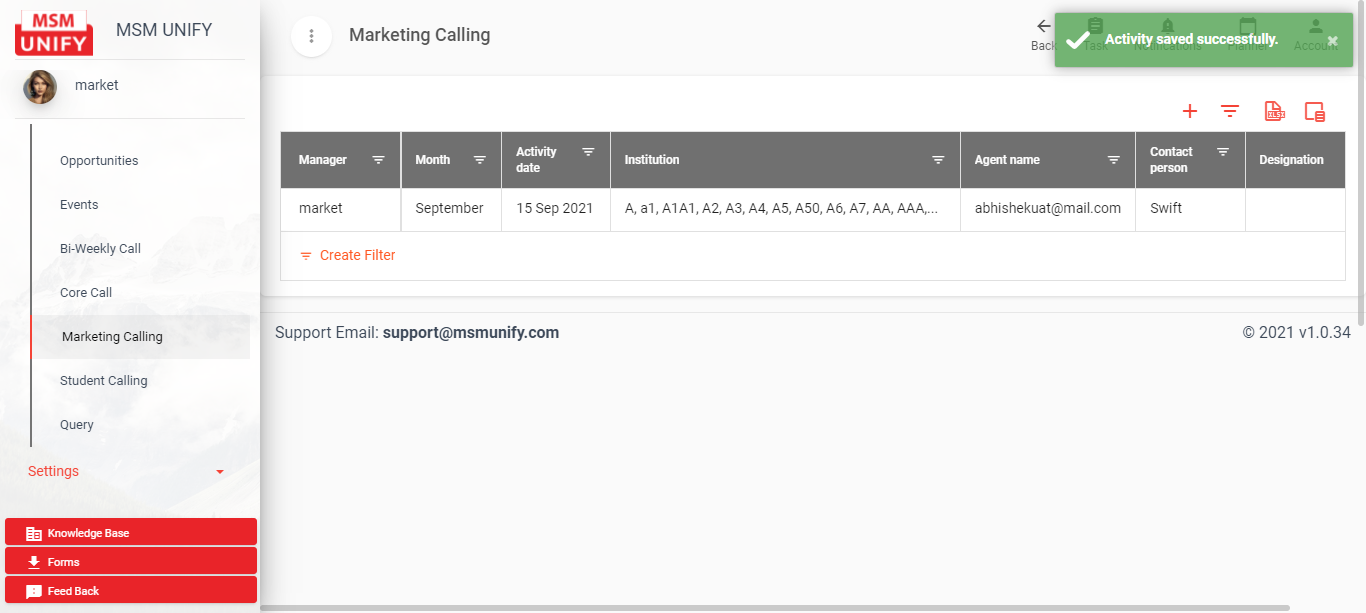 MSM
UNIFY
MSM UNIFY
market
Opportunities
Events
Bi-Weekly Call
Core Call
Marketing Calling
Student Calling
Query
Settings
Knowledge Base
Forms
Feed Back
Marketing Calling
Back
Task
Notifications
Planner
Account
Activity saved successfully.
XLSX
Manager
Month
Activity
date
Institution
Agent name
Contact
person
Designation
market
September
15 Sep 2021
A, a1, A1A1, A2, A3, A4, A5, A50, A6, A7, AA, AAA,...
abhishekuat@mail.com
Swift
Create Filter
Support Email: support@msmunify.com
© 2021 v1.0.34